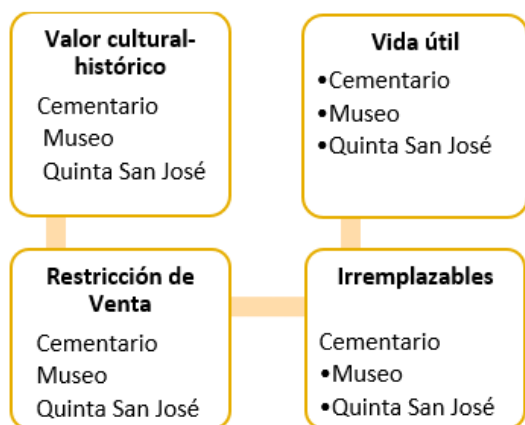 Valor cultural-
histórico
Cementario
Museo
Quinta San José
Vida útil
•Cementario
•Museo
•Quinta San José
Restricción de
Venta
Cementario
Museo
Quinta San José
Irremplazables
Cementario
•Museo
•Quinta San José